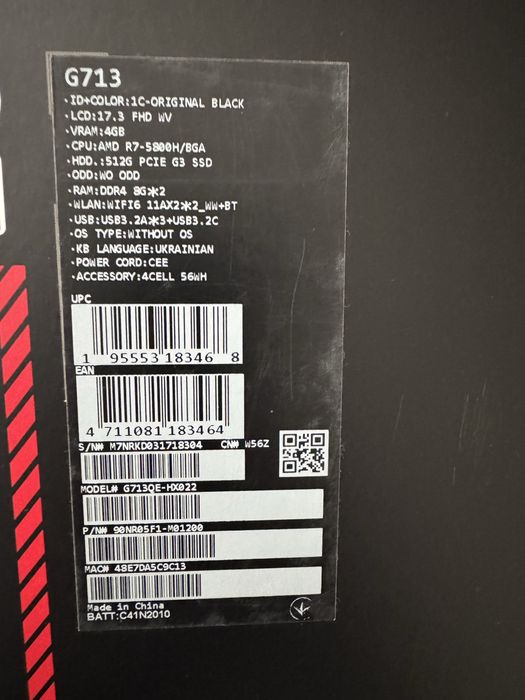 G713
·ID+COLOR:1C-ORIGINAL BLACK
·LCD:17.3 FHD WV
·VRAM:4GB
·CPU:AMD R7-5800H/BGA
·HDD.:512G PCIE G3 SSD
·ODD:WO ODD
·RAM:DDR4 8G*2
·WLAN:WIFI6 11AX2*2_WW+BT
·USB:USB3.2A*3+USB3.2C
·OS TYPE:WITHOUT OS
·KB LANGUAGE:UKRAINIAN
·POWER CORD:CEE
·ACCESSORY:4CELL 56WH
UPC
1 95553 18346 8
EAN
4 711081 183464
S/N# M7NRKD031718304 CN# W56Z
MODEL# G713QE-HX022
P/N# 90NR05F1-M01200
MAC# 48E7DA5C9C13
Made in China
BATT:C41N2010